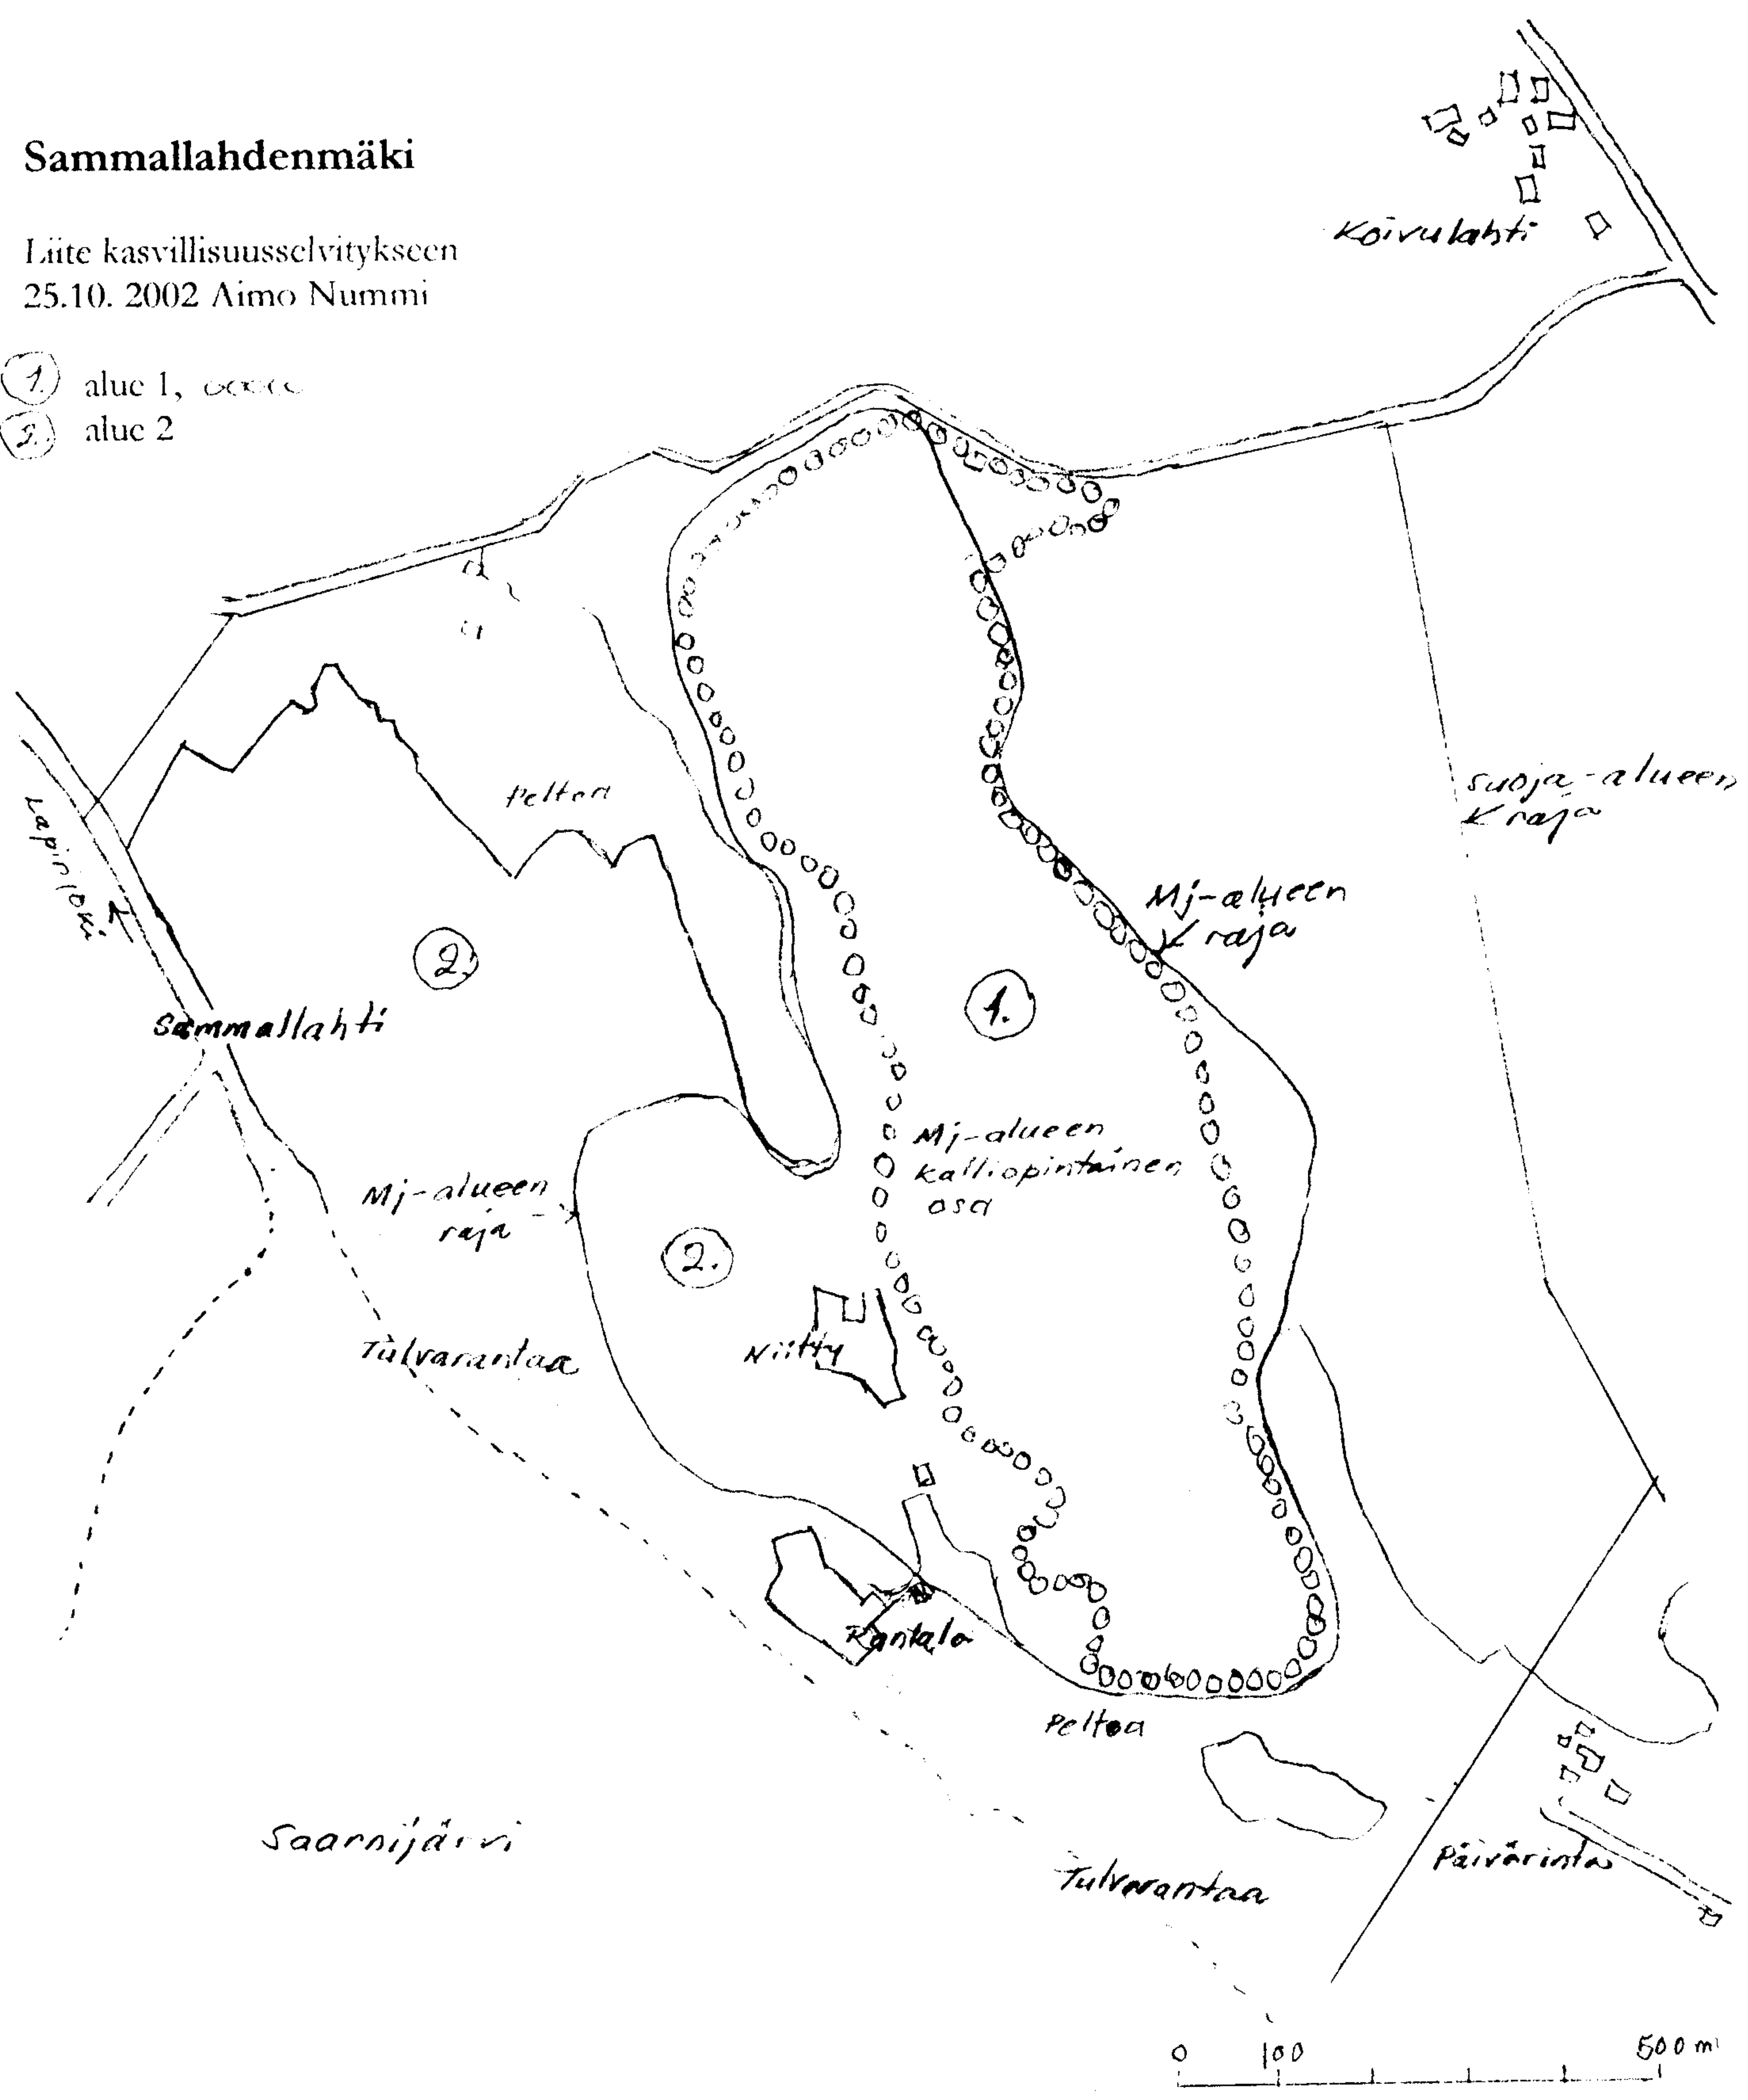 Sammallahdenmäki
Liite kasvillisuusselvitykseen
25.10. 2002 Aimo Nummi
1. alue 1,
2. alue 2
Koivulahti
Peltoa
suoja-alueen
raja
Lapinjoki
Mj-alueen
raja
2.
1.
Sammallahti
Mj-alueen
kalliopintainen
osa
Mj-alueen
raja
2.
Niitty
Tulvarantaa
Rantala
Peltoa
Saarnijärvi
Päivärinta
Tulvarantaa
0 100 500 m